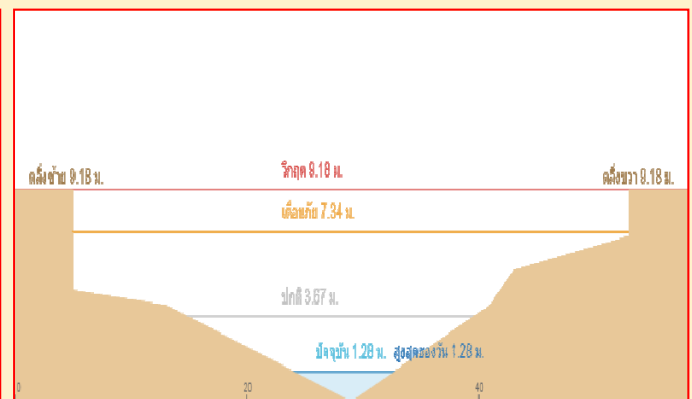 วิกฤต 9.18 ม.
ตลิ่งซ้าย 9.18 ม.
ตลิ่งขวา 9.18 ม.
เตือนภัย 7.34 ม.
ปกติ 3.67 ม.
ปัจจุบัน 1.28 ม. สูงสุดของวัน 1.28 ม.
0 20 40